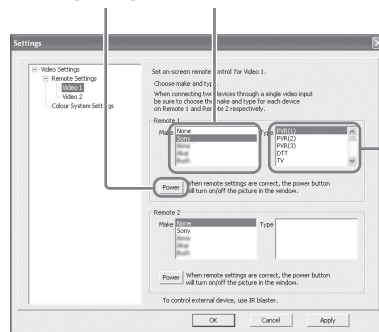 Settings
Video Settings
Remote Settings
Video 1
Video 2
Colour System Settings
Set on-screen remote control for Video 1.
Choose make and type.
When connecting two devices through a single video input
be sure to choose the make and type for each device
on Remote 1 and Remote 2 respectively.
Remote 1
Make
None
Sony
Type
PVR(1)
PVR(2)
PVR(3)
DTT
TV
Power
When remote settings are correct, the power button
will turn on/off the picture in the window.
Remote 2
Make
None
Sony
Type
Power
When remote settings are correct, the power button
will turn on/off the picture in the window.
To control external device, use IR blaster.
OK
Cancel
Apply